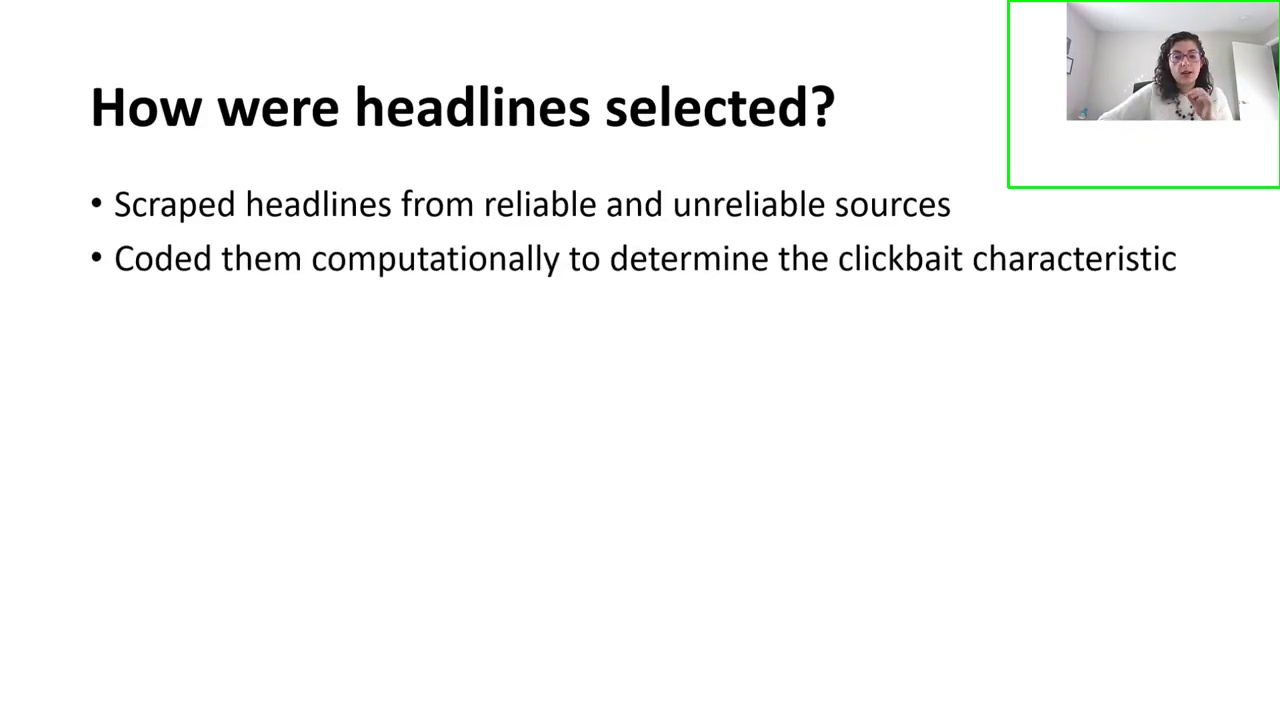 How were headlines selected?
• Scraped headlines from reliable and unreliable sources
• Coded them computationally to determine the clickbait characteristic